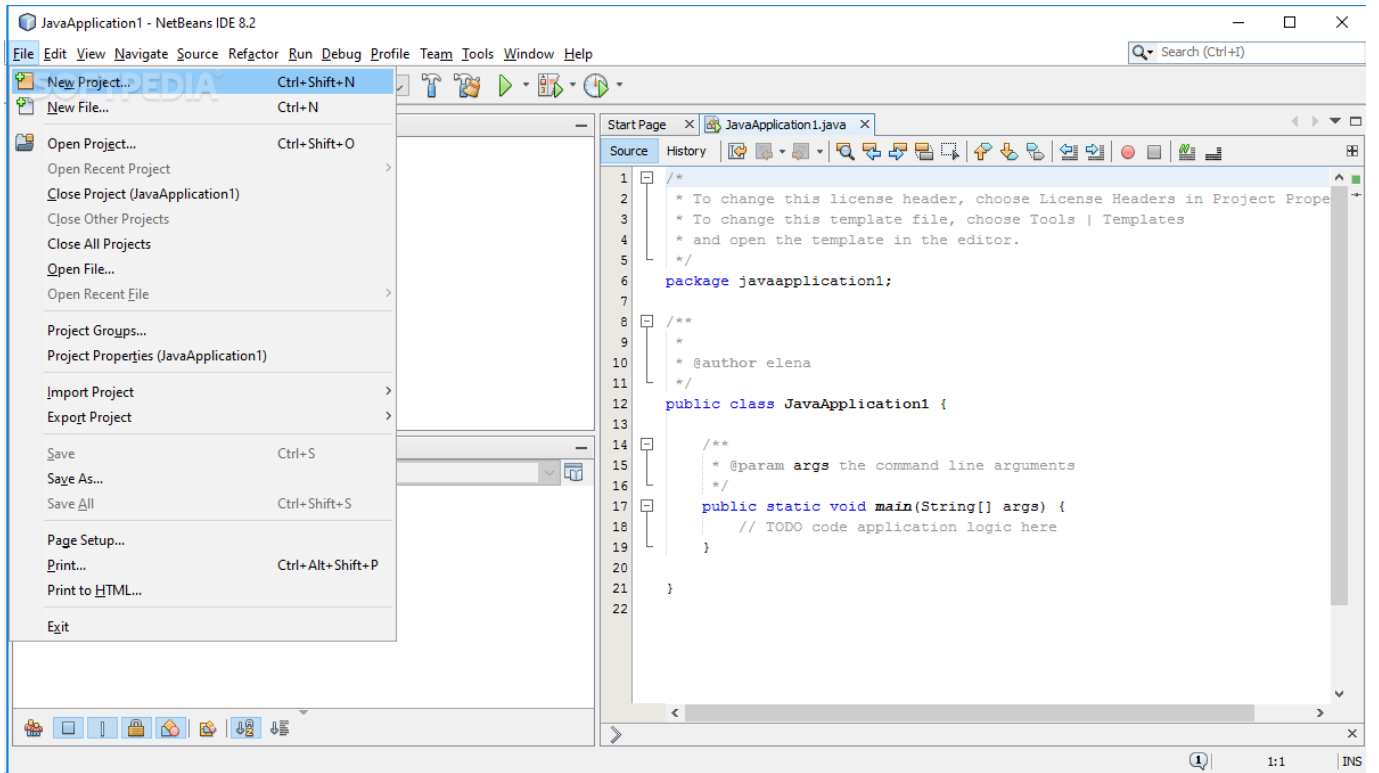 JavaApplication1 - NetBeans IDE 8.2
File Edit View Navigate Source Refactor Run Debug Profile Team Tools Window Help
Search (Ctrl+I)
SOFTPEDIA
New Project... Ctrl+Shift+N
New File... Ctrl+N
Open Project... Ctrl+Shift+O
Open Recent Project
Close Project (JavaApplication1)
Close Other Projects
Close All Projects
Open File...
Open Recent File
Project Groups...
Project Properties (JavaApplication1)
Import Project
Export Project
Save Ctrl+S
Save As...
Save All Ctrl+Shift+S
Page Setup...
Print... Ctrl+Alt+Shift+P
Print to HTML...
Exit
Start Page JavaApplication1.java
Source History
1 /*
2 * To change this license header, choose License Headers in Project Prope
3 * To change this template file, choose Tools | Templates
4 * and open the template in the editor.
5 */
6 package javaapplication1;
7
8 /**
9 *
10 * @author elena
11 */
12 public class JavaApplication1 {
13
14 /**
15 * @param args the command line arguments
16 */
17 public static void main(String[] args) {
18 // TODO code application logic here
19 }
20
21 }
22
1 1:1 INS